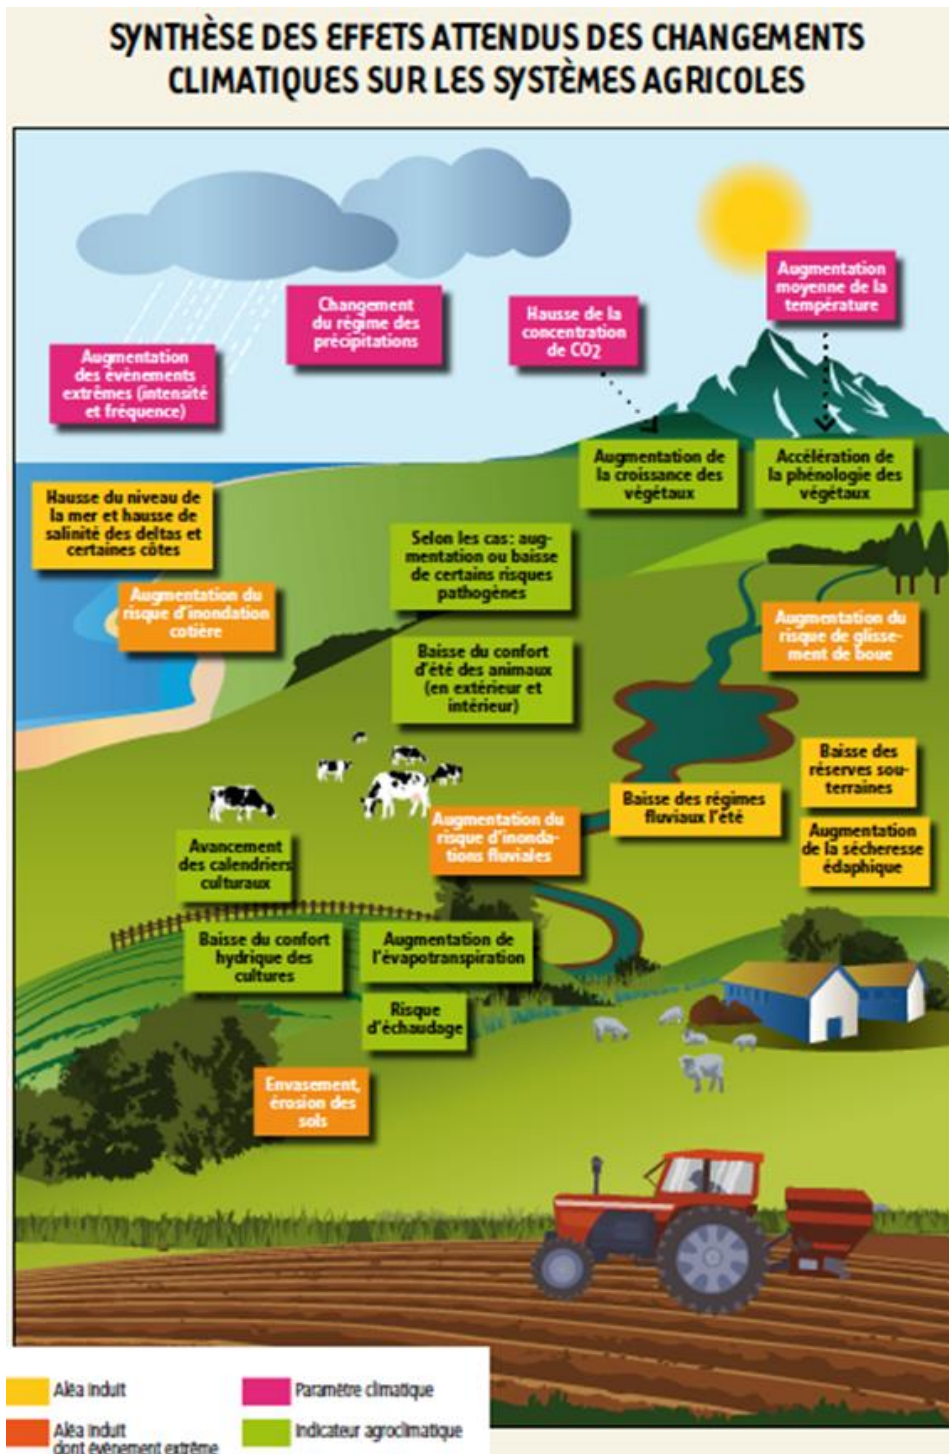 SYNTHÈSE DES EFFETS ATTENDUS DES CHANGEMENTS
CLIMATIQUES SUR LES SYSTÈMES AGRICOLES
Augmentation
moyenne de la
température
Changement
du régime des
précipitations
Hausse de la
concentration
de CO2
Augmentation
des évènements
extrêmes (intensité
et fréquence)
Augmentation de
la croissance des
végétaux
Accélération de
la phénologie des
végétaux
Hausse du niveau de
la mer et hausse de
salinité des deltas et
certaines côtes
Selon les cas: aug-
mentation ou baisse
de certains risques
pathogènes
Augmentation du
risque d'inondation
cotière
Augmentation du
risque de glisse-
ment de boue
Baisse du confort
d'été des animaux
(en extérieur et
intérieur)
Baisse des
réserves sou-
terraines
Baisse des régimes
fluviaux l'été
Augmentation du
risque d'inonda-
tions fluviales
Augmentation
de la sécheresse
édaphique
Avancement
des calendriers
culturaux
Baisse du confort
hydrique des
cultures
Augmentation de
l'évapotranspiration
Risque
d'échaudage
Envasement,
érosion des
sols
Aléa induit
Paramètre climatique
Aléa induit
dont évènement extrême
Indicateur agroclimatique